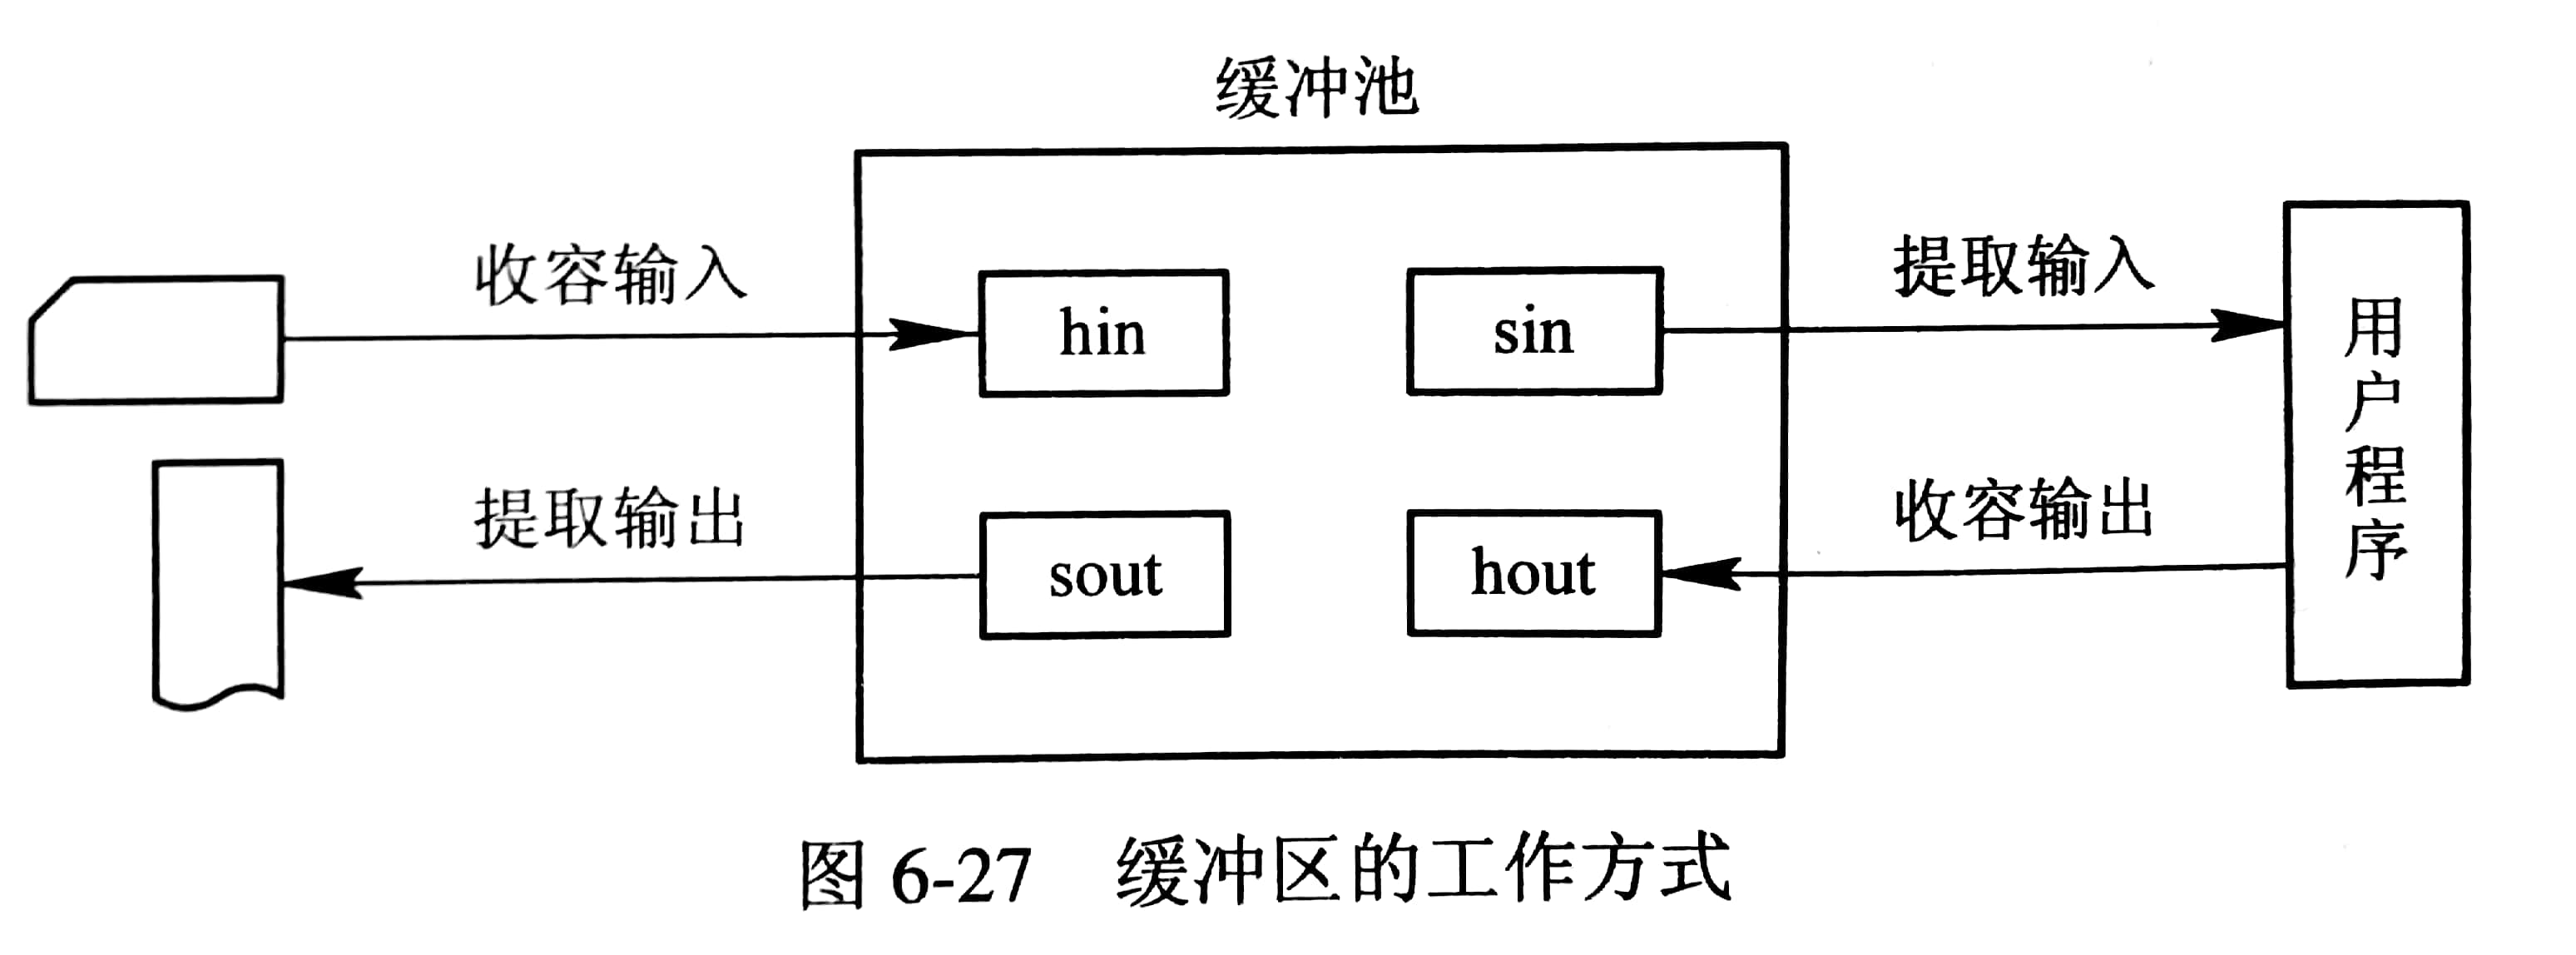 缓冲池
收容输入
提取输入
hin
sin
用户程序
提取输出
收容输出
sout
hout
图 6-27 缓冲区的工作方式